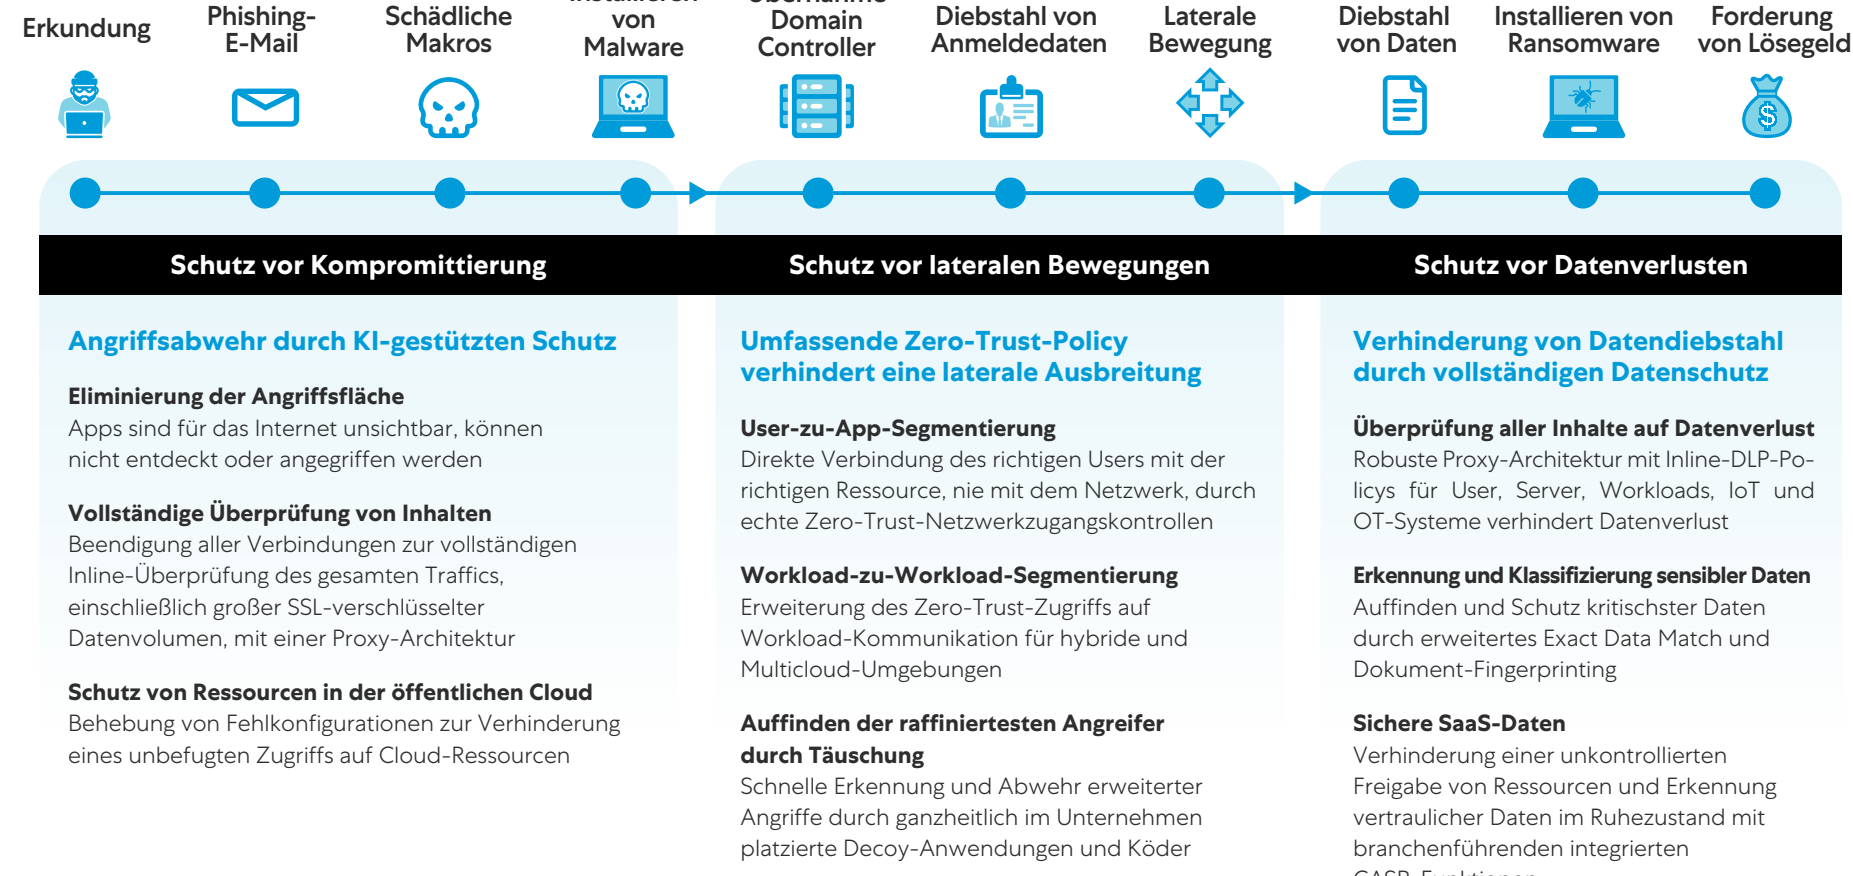 Erkundung
Phishing-
E-Mail
Schädliche
Makros
Installieren
von
Malware
Übernahme
Domain
Controller
Diebstahl von
Anmeldedaten
Laterale
Bewegung
Diebstahl
von Daten
Installieren von
Ransomware
Forderung
von Lösegeld
Schutz vor Kompromittierung
Angriffsabwehr durch KI-gestützten Schutz
Eliminierung der Angriffsfläche
Apps sind für das Internet unsichtbar, können
nicht entdeckt oder angegriffen werden
Vollständige Überprüfung von Inhalten
Beendigung aller Verbindungen zur vollständigen
Inline-Überprüfung des gesamten Traffics,
einschließlich großer SSL-verschlüsselter
Datenvolumen, mit einer Proxy-Architektur
Schutz von Ressourcen in der öffentlichen Cloud
Behebung von Fehlkonfigurationen zur Verhinderung
eines unbefugten Zugriffs auf Cloud-Ressourcen
Schutz vor lateralen Bewegungen
Umfassende Zero-Trust-Policy
verhindert eine laterale Ausbreitung
User-zu-App-Segmentierung
Direkte Verbindung des richtigen Users mit der
richtigen Ressource, nie mit dem Netzwerk, durch
echte Zero-Trust-Netzwerkzugangskontrollen
Workload-zu-Workload-Segmentierung
Erweiterung des Zero-Trust-Zugriffs auf
Workload-Kommunikation für hybride und
Multicloud-Umgebungen
Auffinden der raffiniertesten Angreifer
durch Täuschung
Schnelle Erkennung und Abwehr erweiterter
Angriffe durch ganzheitlich im Unternehmen
platzierte Decoy-Anwendungen und Köder
Schutz vor Datenverlusten
Verhinderung von Datendiebstahl
durch vollständigen Datenschutz
Überprüfung aller Inhalte auf Datenverlust
Robuste Proxy-Architektur mit Inline-DLP-Po-
licys für User, Server, Workloads, IoT und
OT-Systeme verhindert Datenverlust
Erkennung und Klassifizierung sensibler Daten
Auffinden und Schutz kritischster Daten
durch erweitertes Exact Data Match und
Dokument-Fingerprinting
Sichere SaaS-Daten
Verhinderung einer unkontrollierten
Freigabe von Ressourcen und Erkennung
vertraulicher Daten im Ruhezustand mit
branchenführenden integrierten
CASB-Funktionen